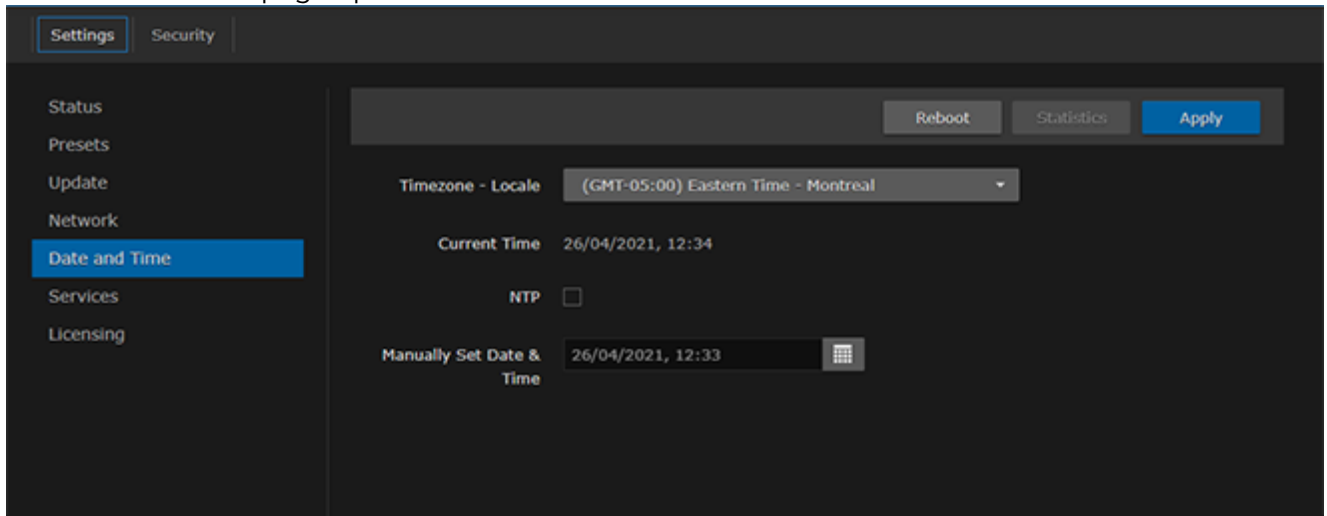 Settings
Security
Status
Presets
Update
Network
Date and Time
Services
Licensing
Reboot
Statistics
Apply
Timezone - Locale
(GMT-05:00) Eastern Time - Montreal
Current Time
26/04/2021, 12:34
NTP
Manually Set Date &
Time
26/04/2021, 12:33